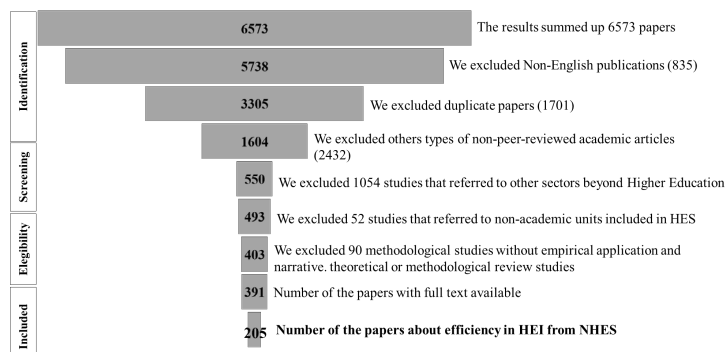 Identification
6573
The results summed up 6573 papers
5738
We excluded Non-English publications (835)
3305
We excluded duplicate papers (1701)
1604
We excluded others types of non-peer-reviewed academic articles
(2432)
Screening
550
We excluded 1054 studies that referred to other sectors beyond Higher Education
493
We excluded 52 studies that referred to non-academic units included in HES
Elegibility
403
We excluded 90 methodological studies without empirical application and
narrative. theoretical or methodological review studies
391
Number of the papers with full text available
Included
205
Number of the papers about efficiency in HEI from NHES